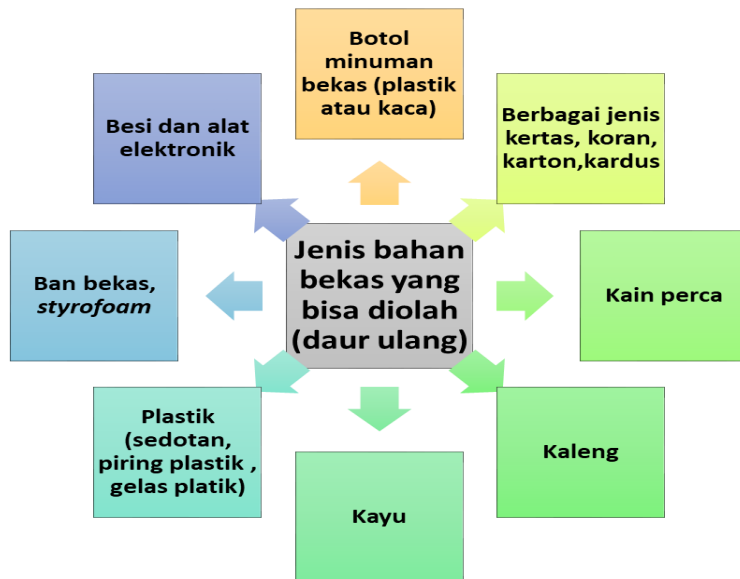 Botol
minuman
bekas (plastik
atau kaca)
Berbagai jenis
kertas, koran,
karton,kardus
Kain perca
Kaleng
Kayu
Plastik
(sedotan,
piring plastik ,
gelas platik)
Ban bekas,
styrofoam
Besi dan alat
elektronik
Jenis bahan
bekas yang
bisa diolah
(daur ulang)